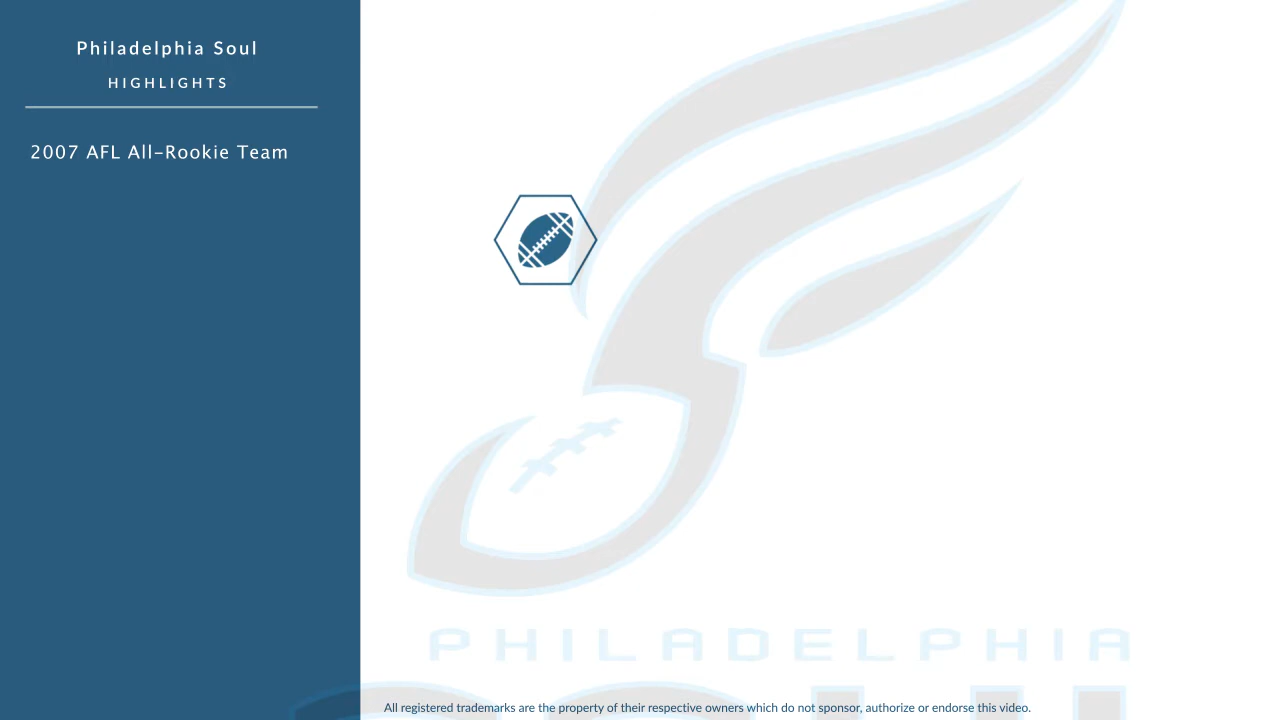 Philadelphia Soul
HIGHLIGHTS
2007 AFL All-Rookie Team
PHILADELPHIA
All registered trademarks are the property of their respective owners which do not sponsor, authorize or endorse this video.